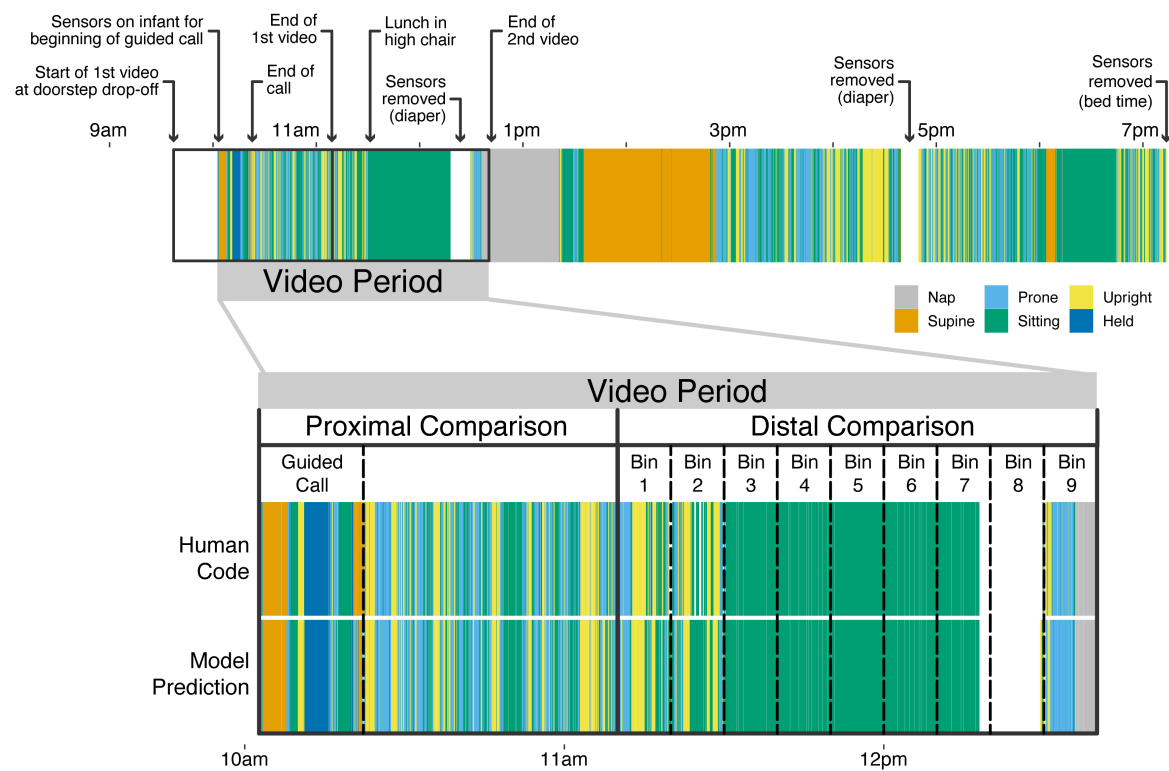 Sensors on infant for
beginning of guided call
Start of 1st video
at doorstep drop-off
End of
1st video
End of
call
Lunch in
high chair
Sensors
removed
(diaper)
End of
2nd video
Sensors
removed
(diaper)
Sensors
removed
(bed time)
9am
11am
1pm
3pm
5pm
7pm
Video Period
Nap
Prone
Upright
Supine
Sitting
Held
Video Period
Proximal Comparison
Distal Comparison
Guided
Call
Bin
1
Bin
2
Bin
3
Bin
4
Bin
5
Bin
6
Bin
7
Bin
8
Bin
9
Human
Code
Model
Prediction
10am
11am
12pm